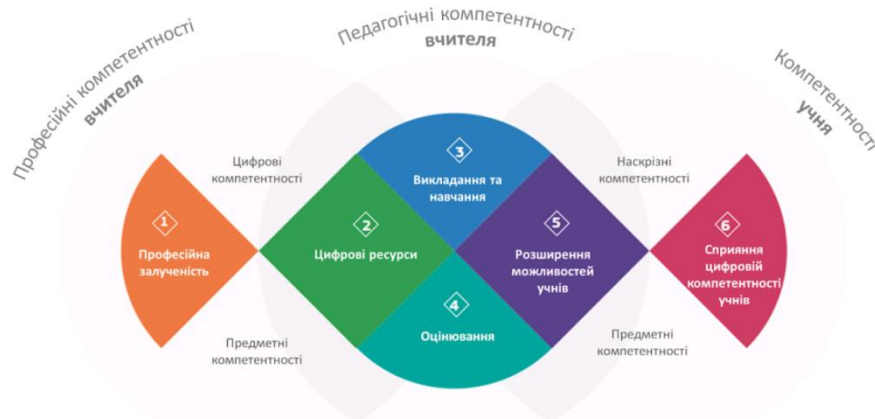 Професійні компетентності
вчителя
Педагогічні компетентності
вчителя
Компетентності
учня
Цифрові
компетентності
Наскрізні
компетентності
1
Професійна
залученість
2
Цифрові ресурси
3
Викладання та
навчання
4
Оцінювання
5
Розширення
можливостей
учнів
6
Сприяння
цифровій
компетентності
учнів
Предметні
компетентності
Предметні
компетентності